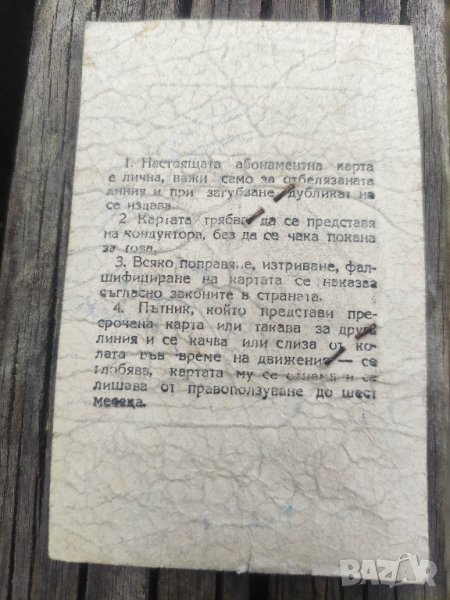 1. Настоящата абонаментна карта
е лична, важи само за отбелязаната
линия и при загубване дубликат не
се издава.
2. Картата трябва да се представя
на кондуктора, без да се чака покана
за това.
3. Всяко поправяне, изтриване, фал-
шифициране на картата се наказва
съгласно законите в страната.
4. Пътник, който представи пре-
срочена карта или такава за друга
линия и се качва или слиза от ко-
лата във време на движение — се
глобява, картата му се отнема и се
лишава от правоползуване до шест
месеца.
BAZAR